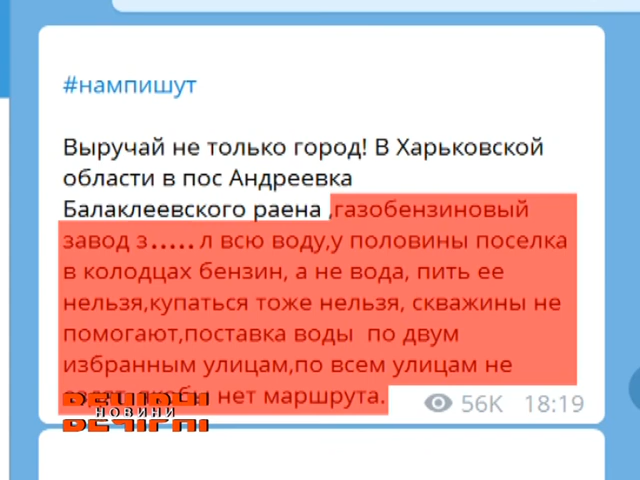 #нампишут
Выручай не только город! В Харьковской
области в пос Андреевка
Балаклеевского раена ,газобензиновый
завод з.....л всю воду,у половины поселка
в колодцах бензин, а не вода, пить ее
нельзя,купаться тоже нельзя, скважины не
помогают,поставка воды по двум
избранным улицам,по всем улицам не
нет маршрута.
56K 18:19
ВЕЧІРНІ
НОВИНИ